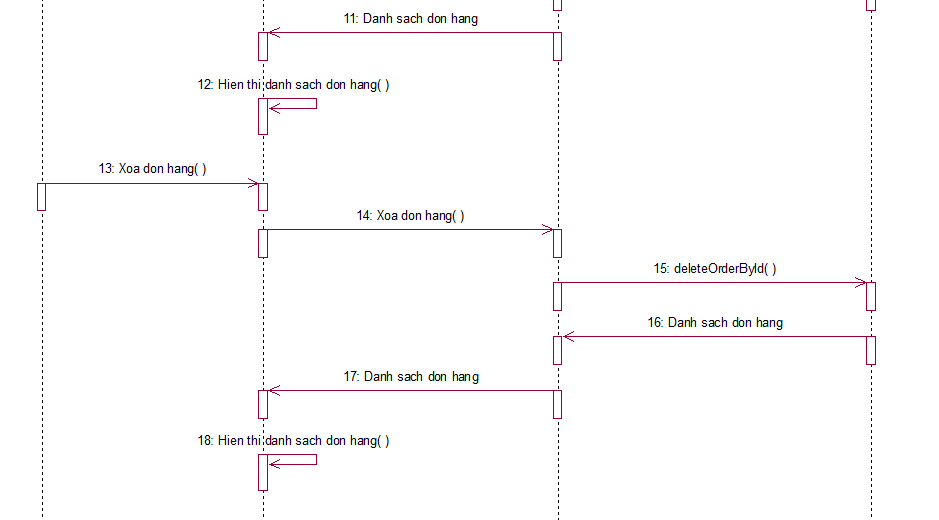 11: Danh sach don hang
12: Hien thi danh sach don hang( )
13: Xoa don hang( )
14: Xoa don hang( )
15: deleteOrderById( )
16: Danh sach don hang
17: Danh sach don hang
18: Hien thi danh sach don hang( )